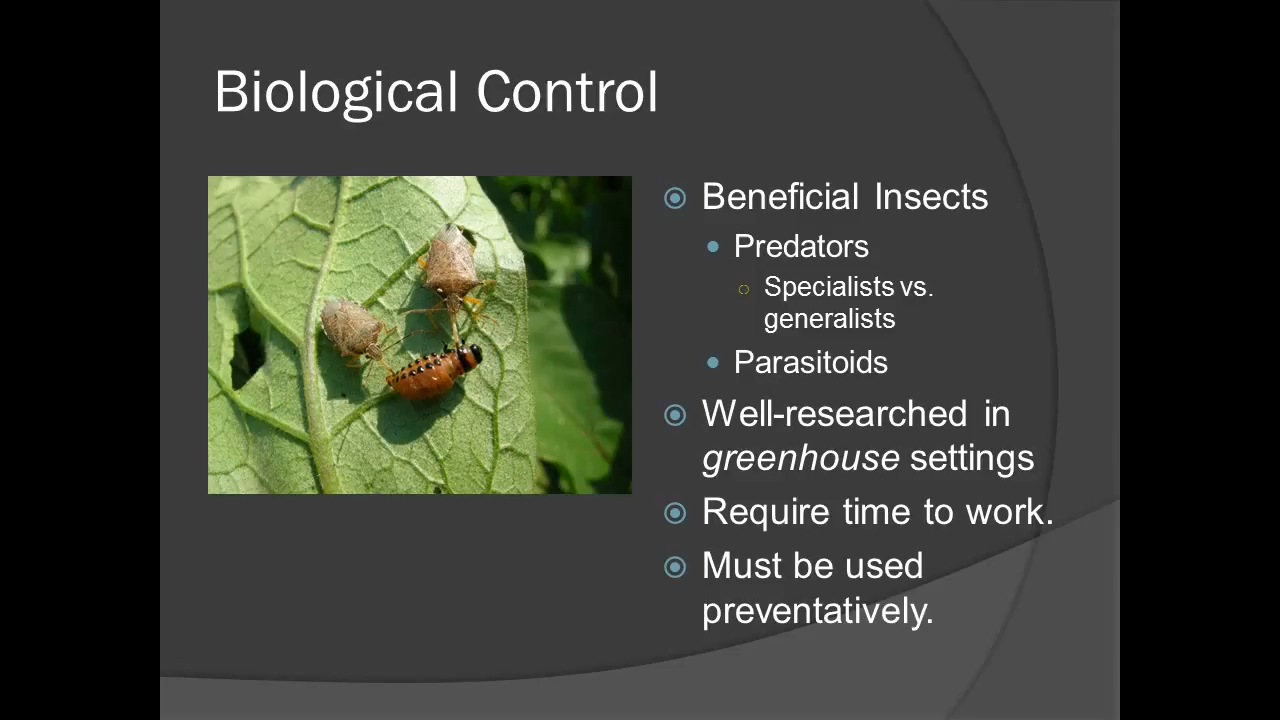 Biological Control
Beneficial Insects
Predators
Specialists vs.
generalists
Parasitoids
Well-researched in
greenhouse settings
Require time to work.
Must be used
preventatively.